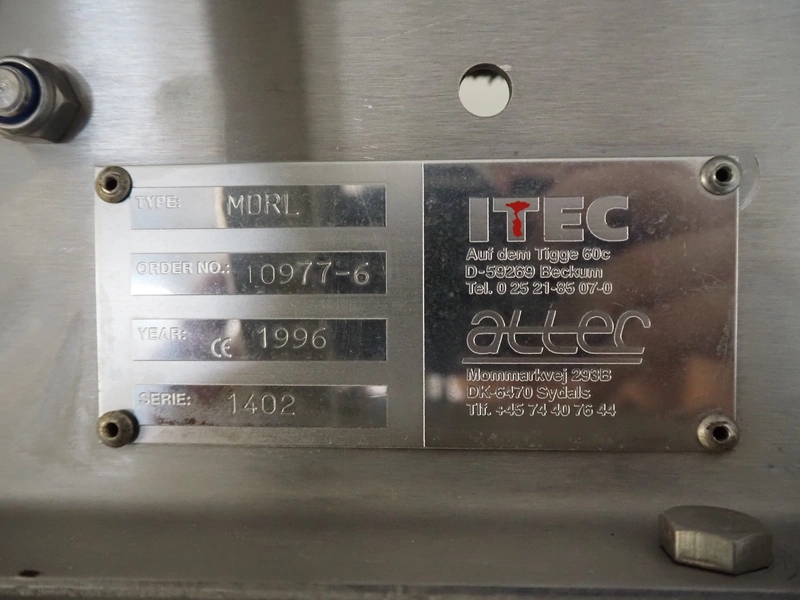 TYPE: MDRL
ORDER NO.: 10977-6
YEAR: CE 1996
SERIE: 1402
ITEC
Auf dem Tigge 60c
D-59269 Beckum
Tel. 0 25 21-85 07-0
attec
Mommarkvej 293B
DK-6470 Sydals
Tlf. +45 74 40 76 44